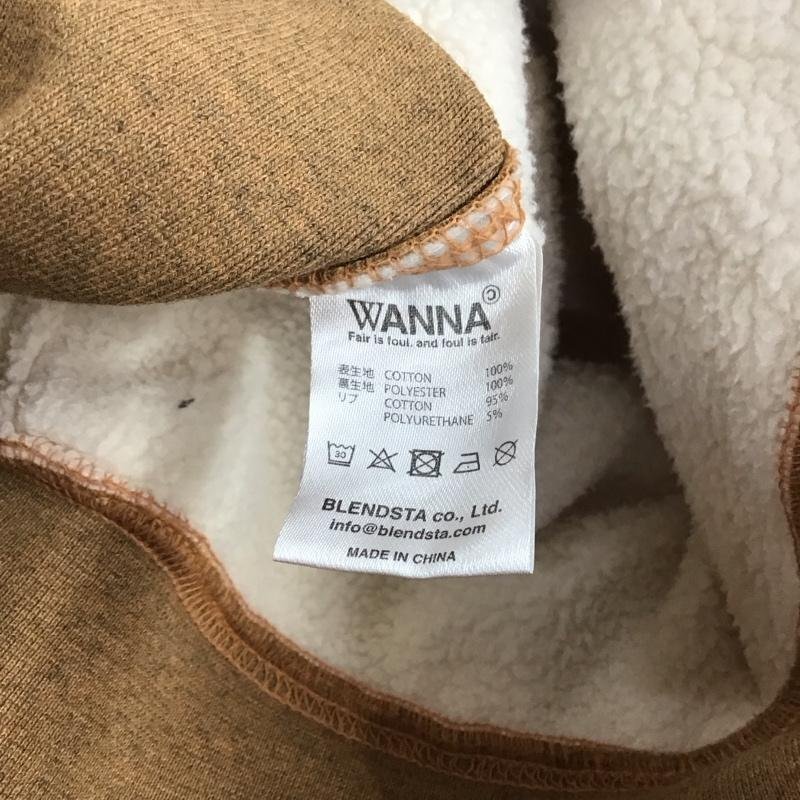 WANNA©
Fair is foul. and foul is fair.
表生地 COTTON 100%
裏生地 POLYESTER 100%
リブ COTTON 95%
POLYURETHANE 5%
30
BLENDSTA co., Ltd.
info@blendsta.com
MADE IN CHINA